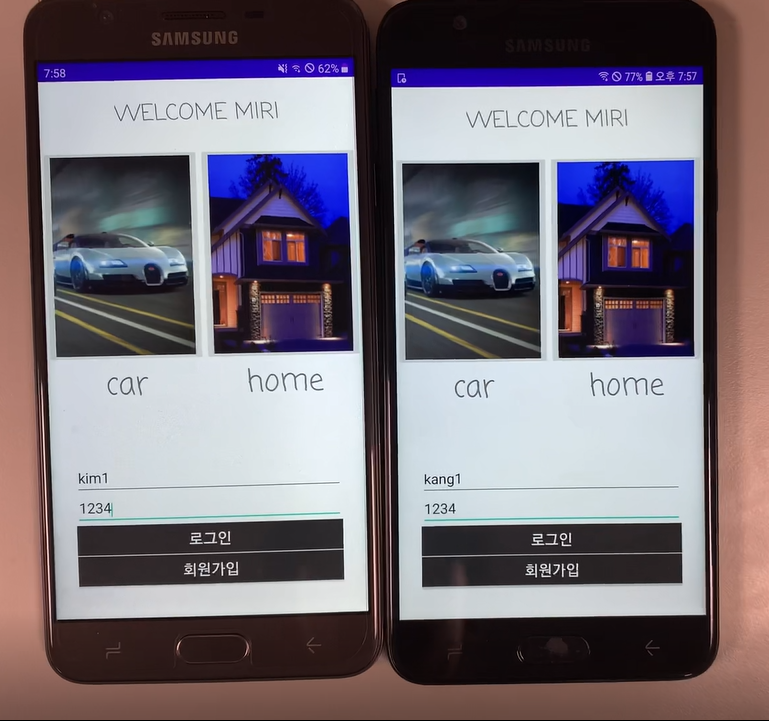 SAMSUNG
7:58
62%
WELCOME MIRI
car
home
kim1
1234
로그인
회원가입
SAMSUNG
77% 오후 7:57
WELCOME MIRI
car
home
kang1
1234
로그인
회원가입